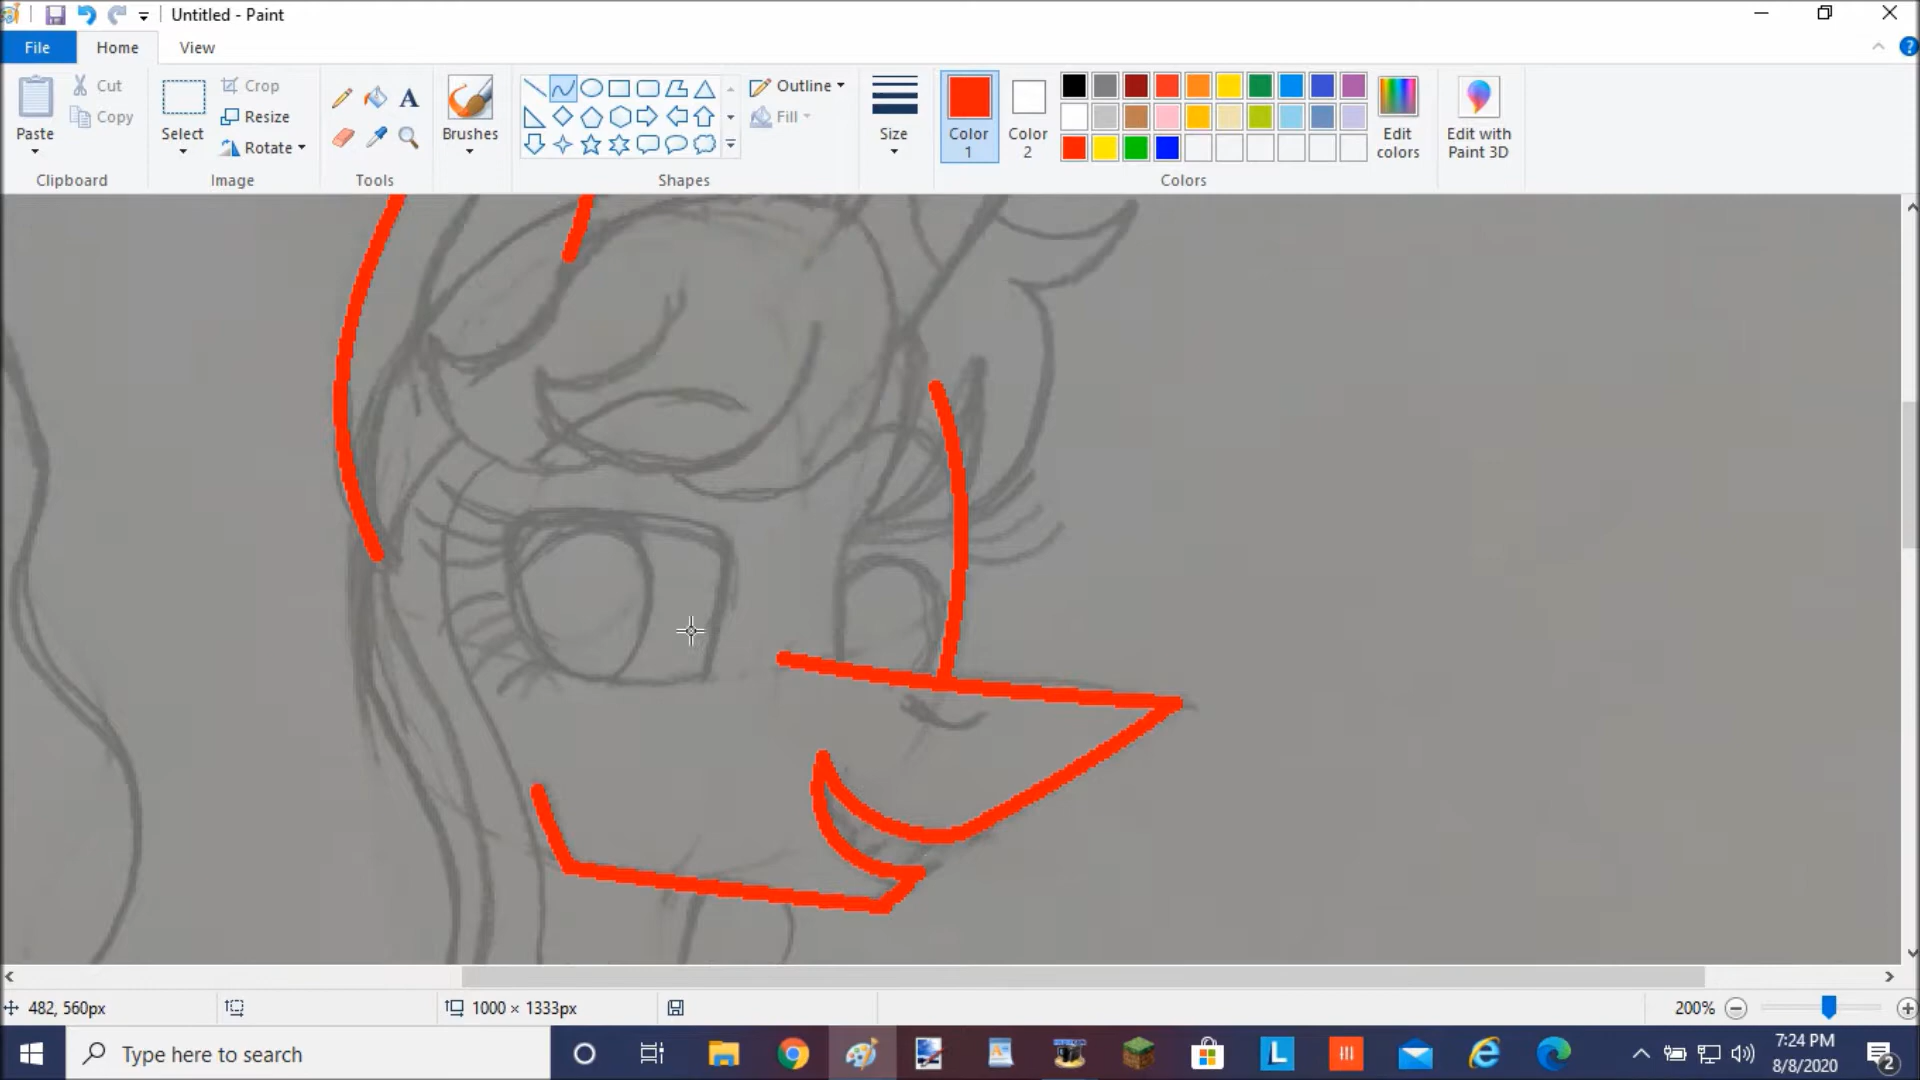 Untitled - Paint
File Home View
Paste
Cut
Copy
Clipboard
Select
Crop
Resize
Rotate
Image
A
Tools
Brushes
Shapes
Outline
Fill
Size
Color 1
Color 2
Edit colors
Edit with Paint 3D
Colors
?
482, 560px
1000 × 1333px
200%
Type here to search
L
7:24 PM
8/8/2020
2